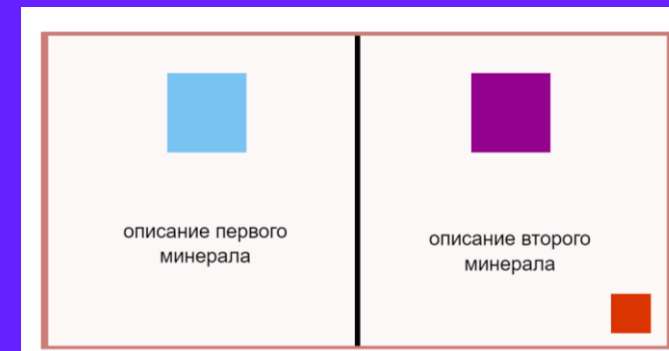 описание первого
минерала
описание второго
минерала